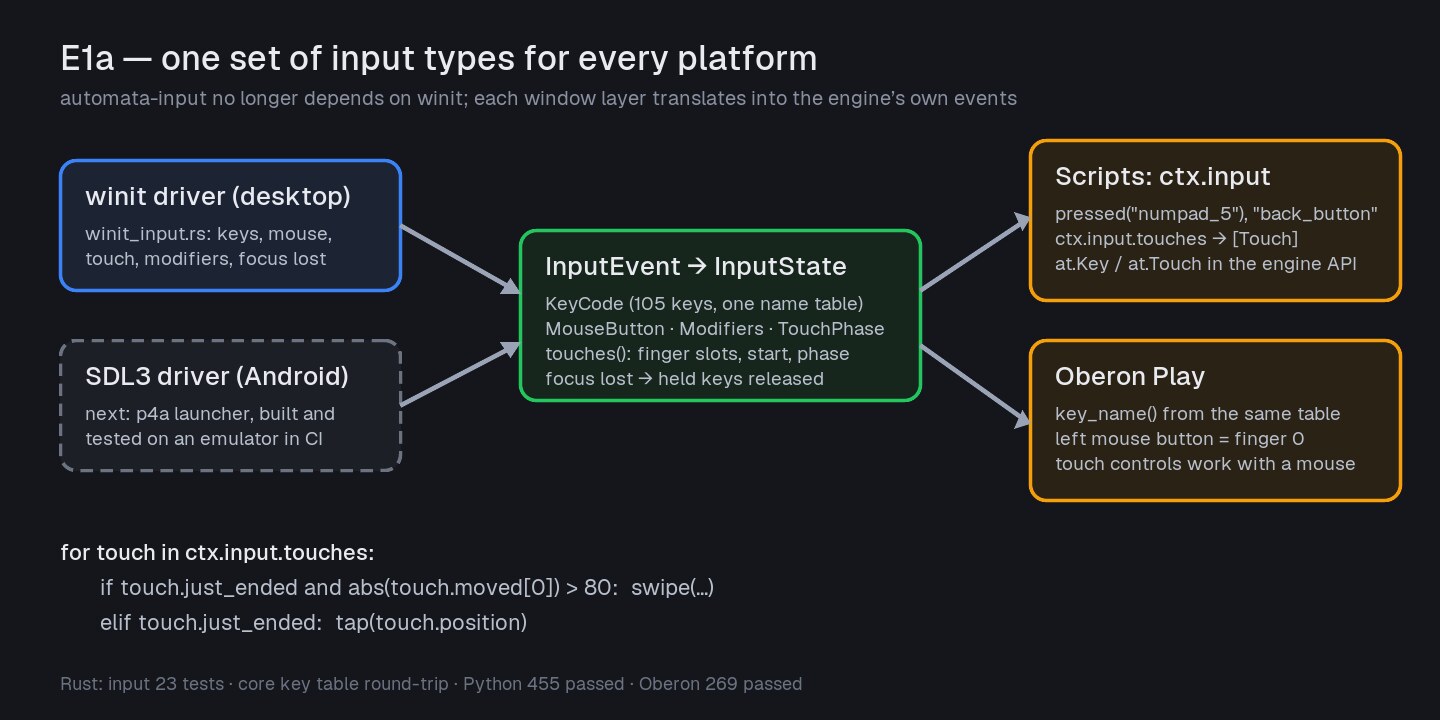 E1a — one set of input types for every platform
automata-input no longer depends on winit; each window layer translates into the engine’s own events
winit driver (desktop)
winit_input.rs: keys, mouse,
touch, modifiers, focus lost
SDL3 driver (Android)
next: p4a launcher, built and
tested on an emulator in CI
InputEvent → InputState
KeyCode (105 keys, one name table)
MouseButton · Modifiers · TouchPhase
touches(): finger slots, start, phase
focus lost → held keys released
Scripts: ctx.input
pressed("numpad_5"), "back_button"
ctx.input.touches → [Touch]
at.Key / at.Touch in the engine API
Oberon Play
key_name() from the same table
left mouse button = finger 0
touch controls work with a mouse
for touch in ctx.input.touches:
if touch.just_ended and abs(touch.moved[0]) > 80:  swipe(…)
elif touch.just_ended:  tap(touch.position)
Rust: input 23 tests · core key table round-trip · Python 455 passed · Oberon 269 passed